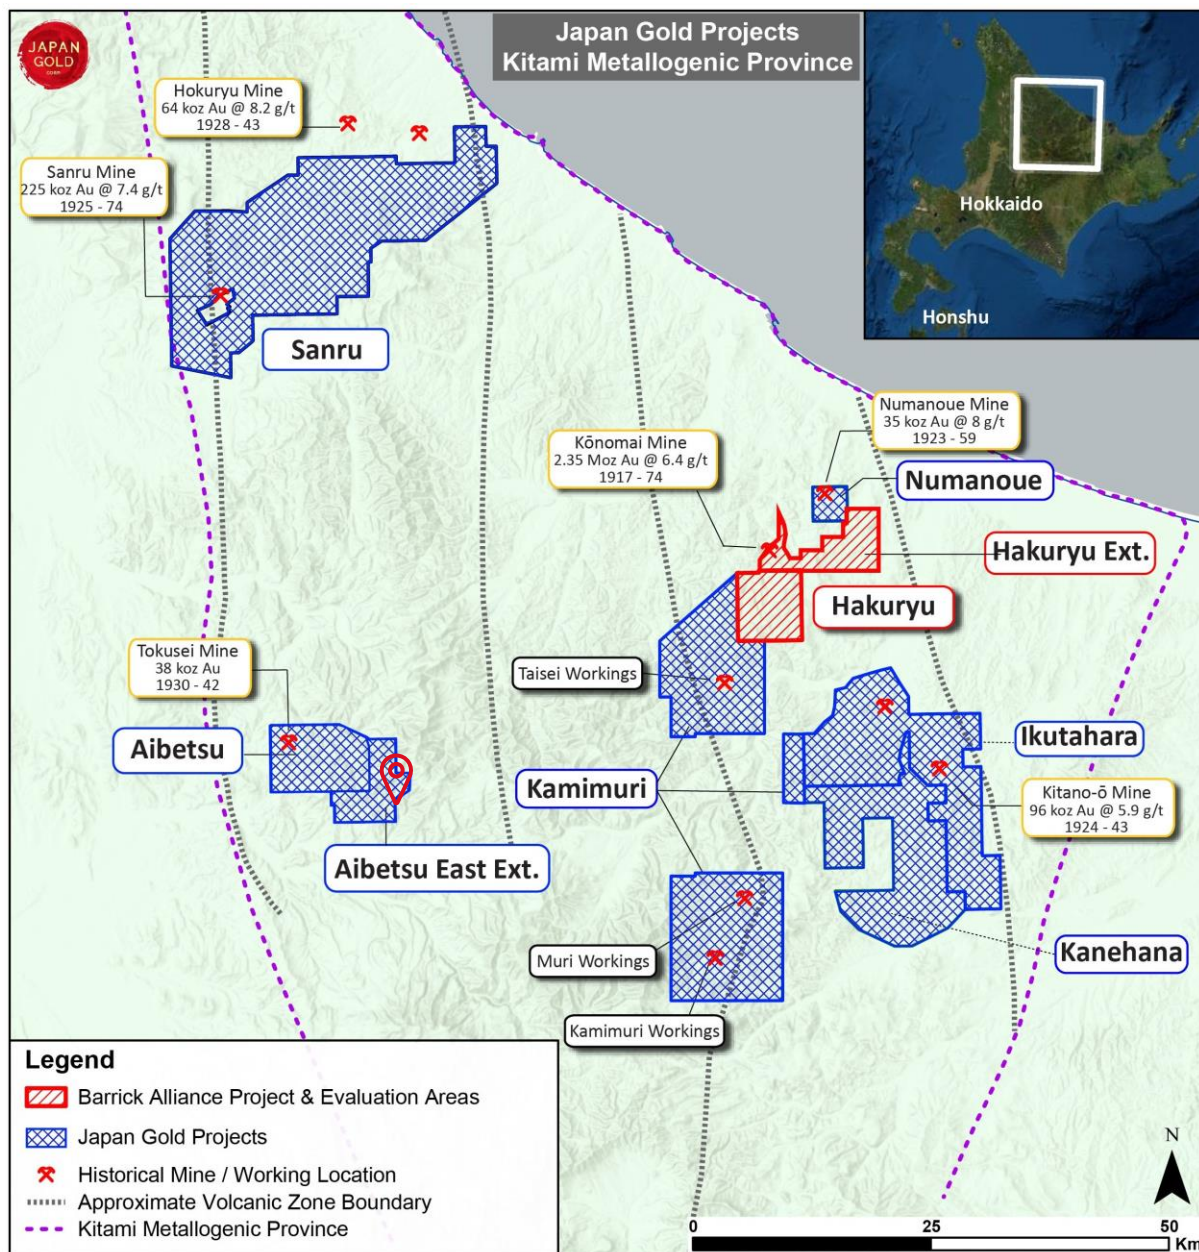 JAPAN
GOLD
CORP.
Japan Gold Projects
Kitami Metallogenic Province
Hokkaido
Honshu
Hokuryu Mine
64 koz Au @ 8.2 g/t
1928 - 43
Sanru Mine
225 koz Au @ 7.4 g/t
1925 - 74
Sanru
Numanoue Mine
35 koz Au @ 8 g/t
1923 - 59
Kōnomai Mine
2.35 Moz Au @ 6.4 g/t
1917 - 74
Numanoue
Hakuryu Ext.
Hakuryu
Tokusei Mine
38 koz Au
1930 - 42
Taisei Workings
Aibetsu
Ikutahara
Kamimuri
Kitano-ō Mine
96 koz Au @ 5.9 g/t
1924 - 43
Aibetsu East Ext.
Muri Workings
Kanehana
Kamimuri Workings
Legend
Barrick Alliance Project & Evaluation Areas
Japan Gold Projects
Historical Mine / Working Location
Approximate Volcanic Zone Boundary
Kitami Metallogenic Province
N
0 25 50
Km